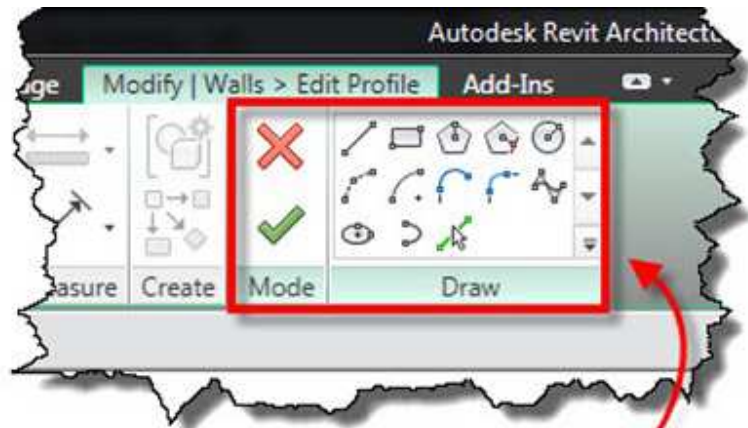 Autodesk Revit Architectu
ge Modify | Walls > Edit Profile Add-Ins
asure Create Mode Draw